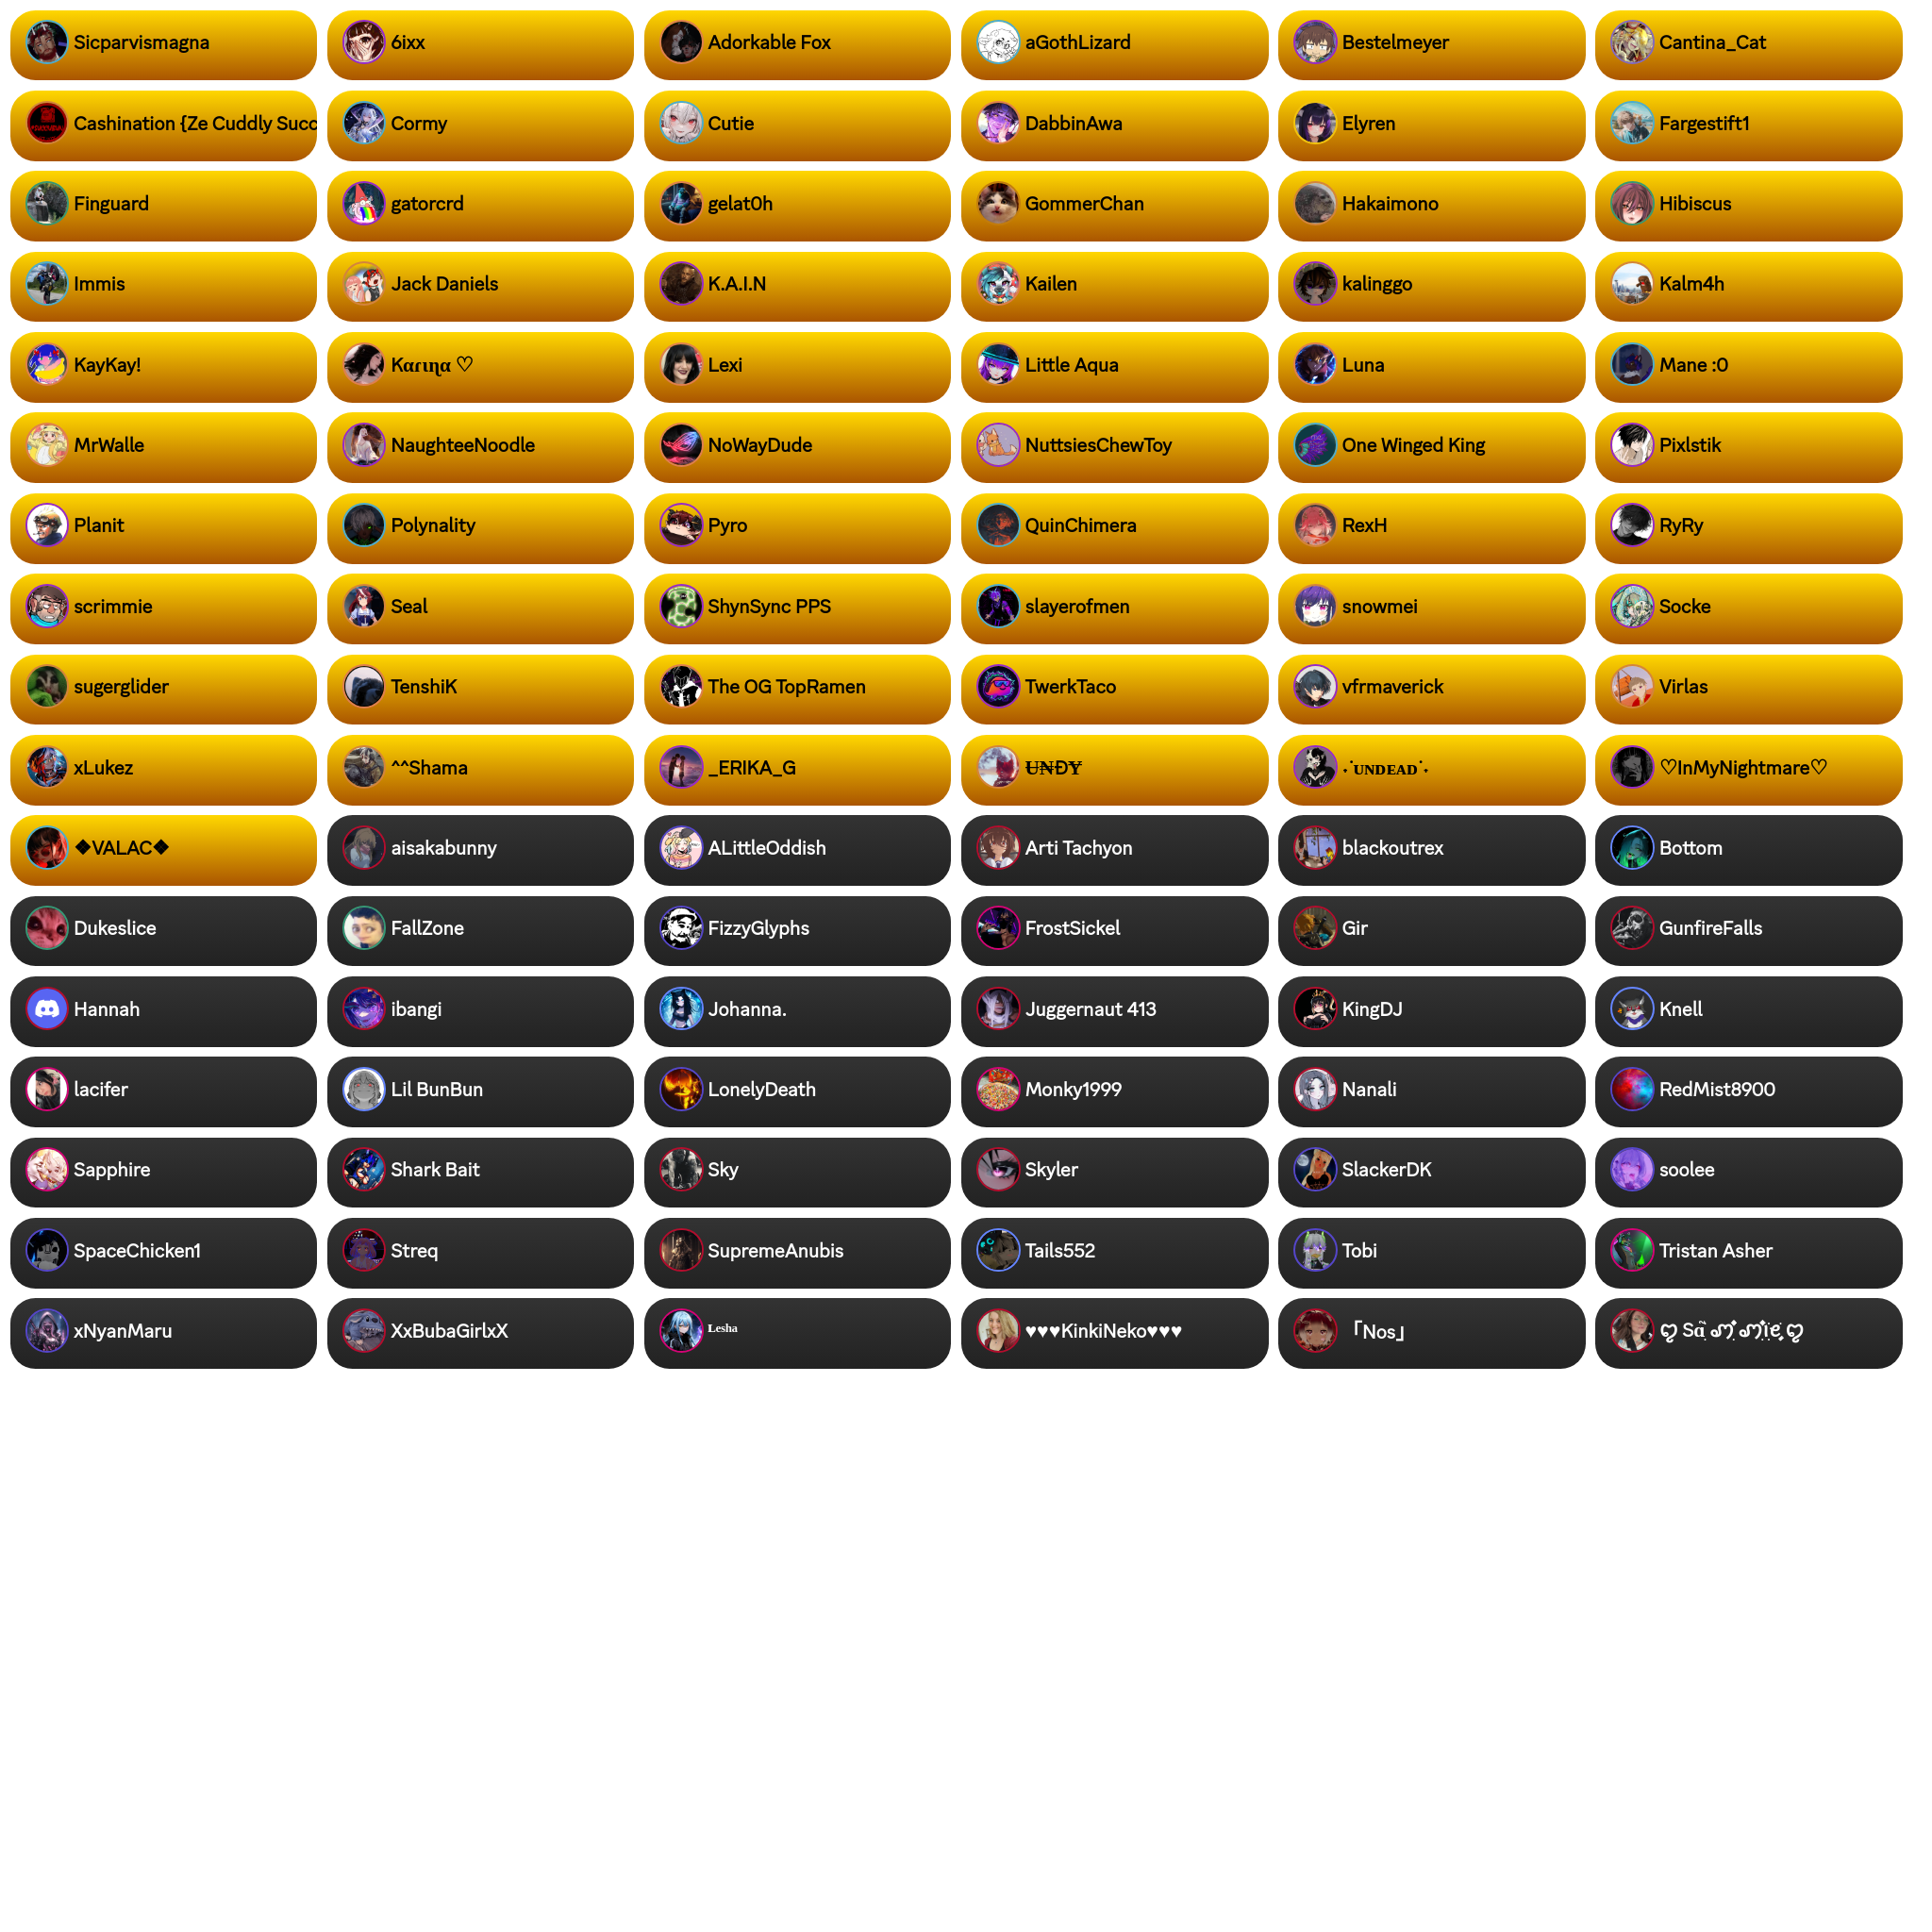 Sicparvismagna
6ixx
Adorkable Fox
aGothLizard
Bestelmeyer
Cantina_Cat
Cashination {Ze Cuddly Succ
Cormy
Cutie
DabbinAwa
Elyren
Fargestift1
Finguard
gatorcrd
gelat0h
GommerChan
Hakaimono
Hibiscus
Immis
Jack Daniels
K.A.I.N
Kailen
kalinggo
Kalm4h
KayKay!
Kαɾιɳα ♡
Lexi
Little Aqua
Luna
Mane :0
MrWalle
NaughteeNoodle
NoWayDude
NuttsiesChewToy
One Winged King
Pixlstik
Planit
Polynality
Pyro
QuinChimera
RexH
RyRy
scrimmie
Seal
ShynSync PPS
slayerofmen
snowmei
Socke
sugerglider
TenshiK
The OG TopRamen
TwerkTaco
vfrmaverick
Virlas
xLukez
^^Shama
_ERIKA_G
U̶N̶ĐY̶
˙ᴜɴᴅᴇᴀᴅ˙
♡InMyNightmare♡
◆VALAC◆
aisakabunny
ALittleOddish
Arti Tachyon
blackoutrex
Bottom
Dukeslice
FallZone
FizzyGlyphs
FrostSickel
Gir
GunfireFalls
Hannah
ibangi
Johanna.
Juggernaut 413
KingDJ
Knell
lacifer
Lil BunBun
LonelyDeath
Monky1999
Nanali
RedMist8900
Sapphire
Shark Bait
Sky
Skyler
SlackerDK
soolee
SpaceChicken1
Streq
SupremeAnubis
Tails552
Tobi
Tristan Asher
xNyanMaru
XxBubaGirlxX
Lesha
♥♥♥KinkiNeko♥♥♥
「Nos」